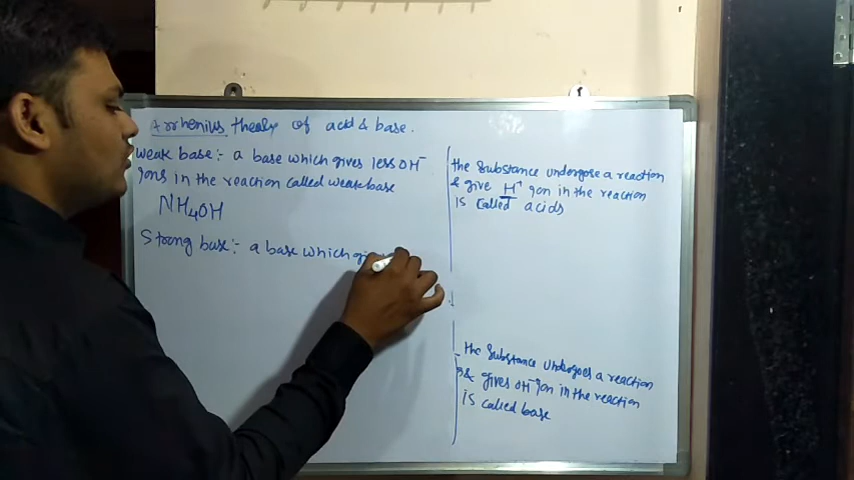 Arrhenius theory of acid & base.
weak base :- a base which gives less OH⁻
ions in the reaction called weak base
NH₄OH
Strong base :- a base which
the substance undergose a reaction
& give H⁺ ion in the reaction
is called acids
the substance undergoes a reaction
& gives OH⁻ ion in the reaction
is called base